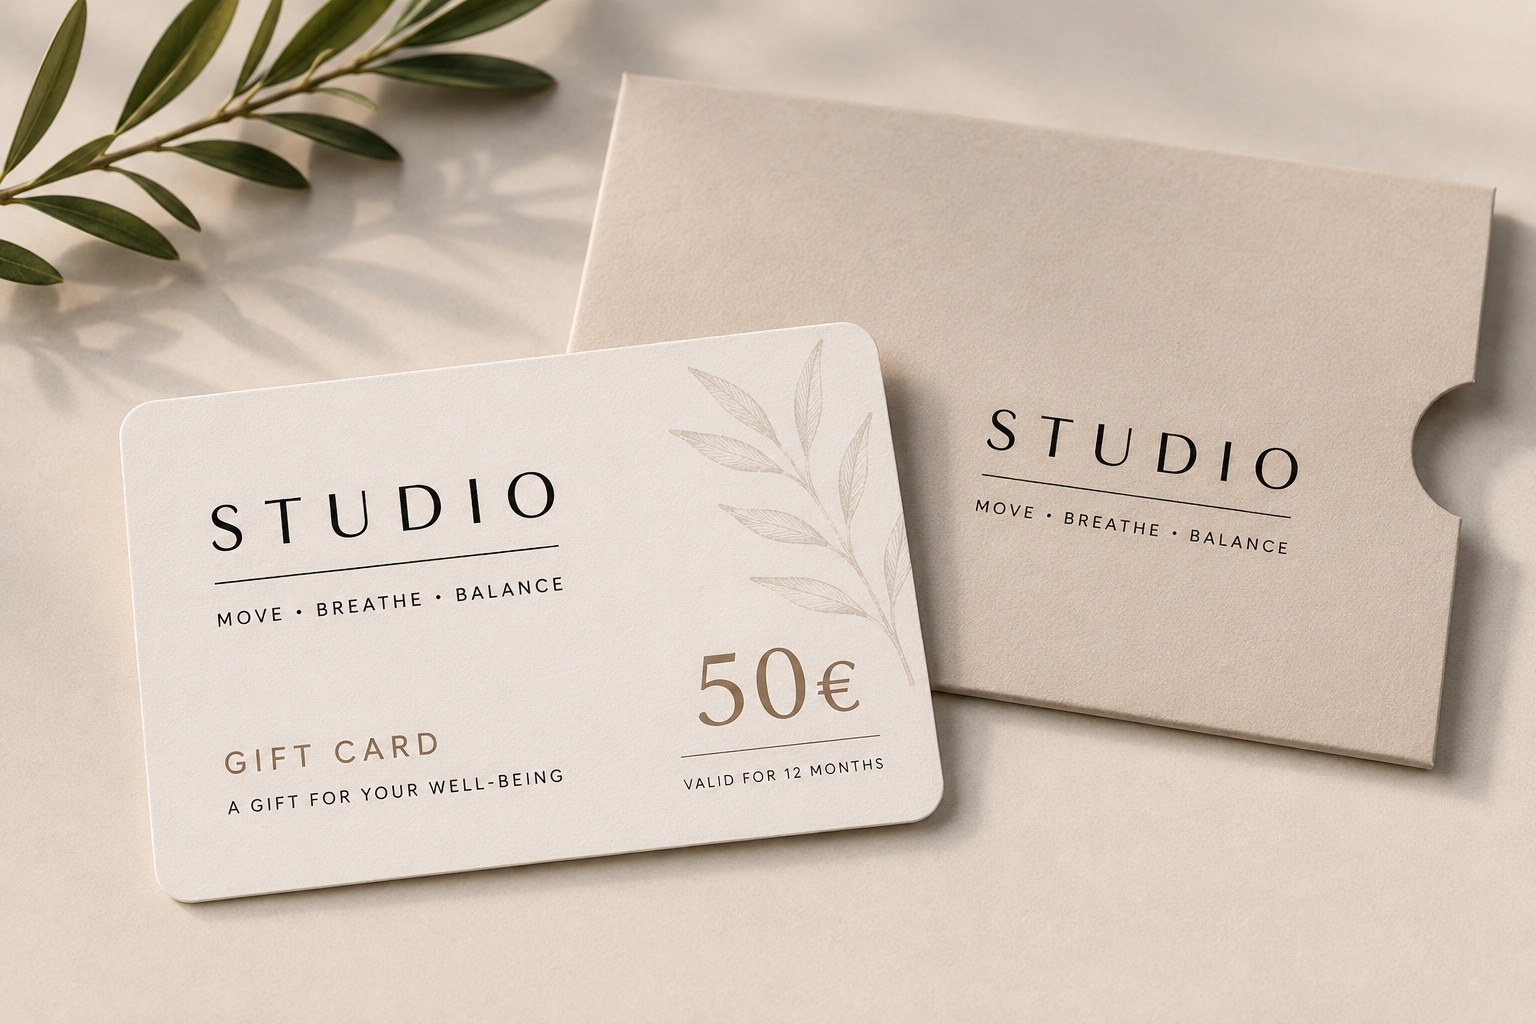 STUDIO
MOVE • BREATHE • BALANCE
GIFT CARD
A GIFT FOR YOUR WELL-BEING
50€
VALID FOR 12 MONTHS
STUDIO
MOVE • BREATHE • BALANCE